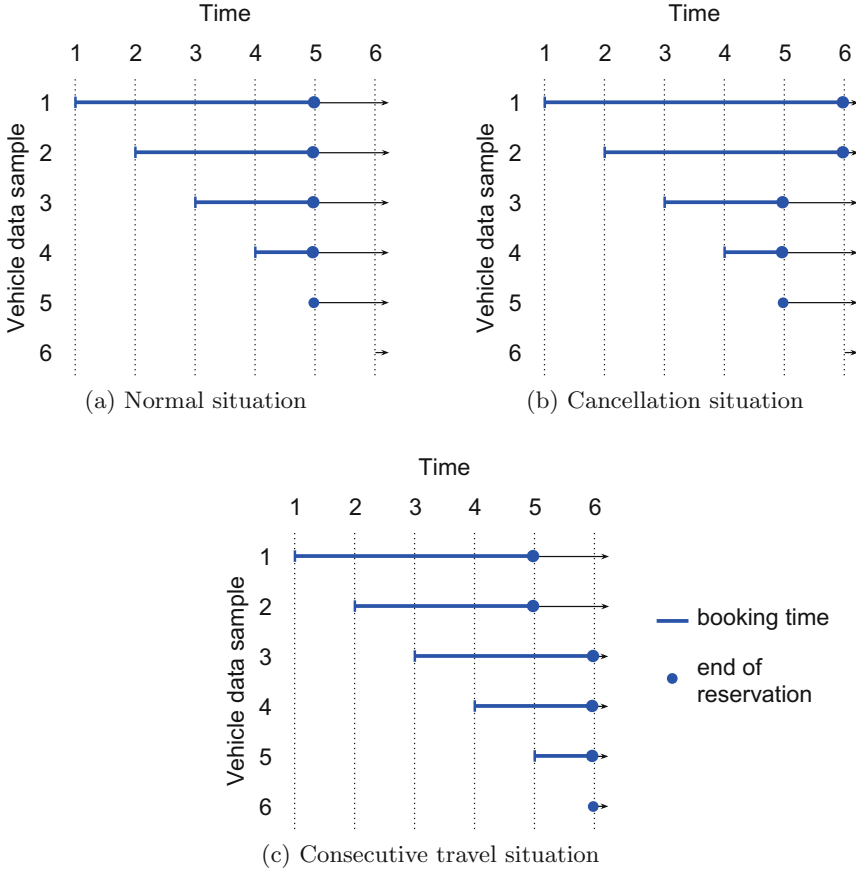 Time
1 2 3 4 5 6
Vehicle data sample
1
2
3
4
5
6
(a) Normal situation
Time
1 2 3 4 5 6
Vehicle data sample
1
2
3
4
5
6
(b) Cancellation situation
Time
1 2 3 4 5 6
Vehicle data sample
1
2
3
4
5
6
booking time
end of
reservation
(c) Consecutive travel situation